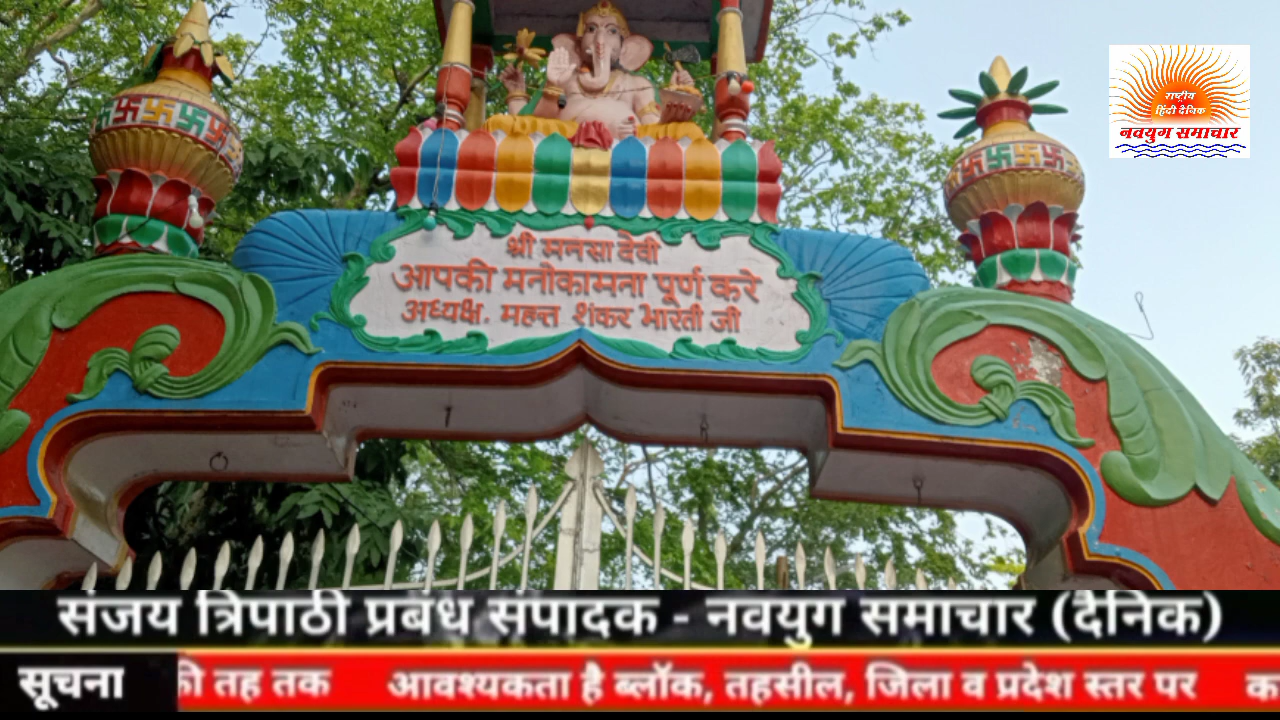 राष्ट्रीय
हिंदी दैनिक
नवयुग समाचार
श्री मनसा देवी
आपकी मनोकामना पूर्ण करे
अध्यक्ष. महन्त शंकर भारती जी
संजय त्रिपाठी प्रबंध संपादक - नवयुग समाचार (दैनिक)
सूचना
की तह तक आवश्यकता है ब्लॉक, तहसील, जिला व प्रदेश स्तर पर